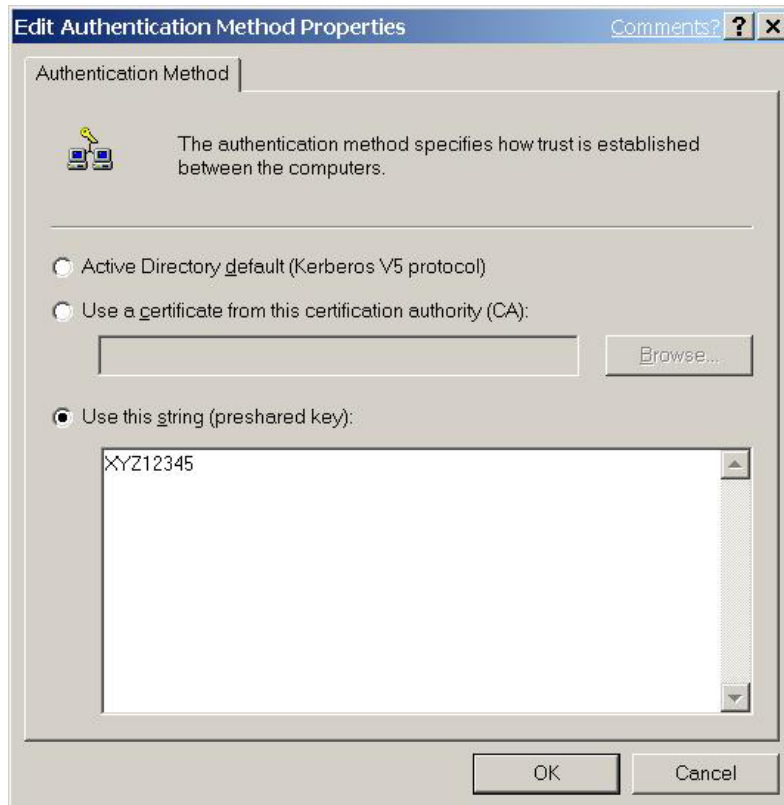 Edit Authentication Method Properties Comments? ? X
Authentication Method
The authentication method specifies how trust is established
between the computers.
Active Directory default (Kerberos V5 protocol)
Use a certificate from this certification authority (CA):
Browse...
Use this string (preshared key):
XYZ12345
OK Cancel